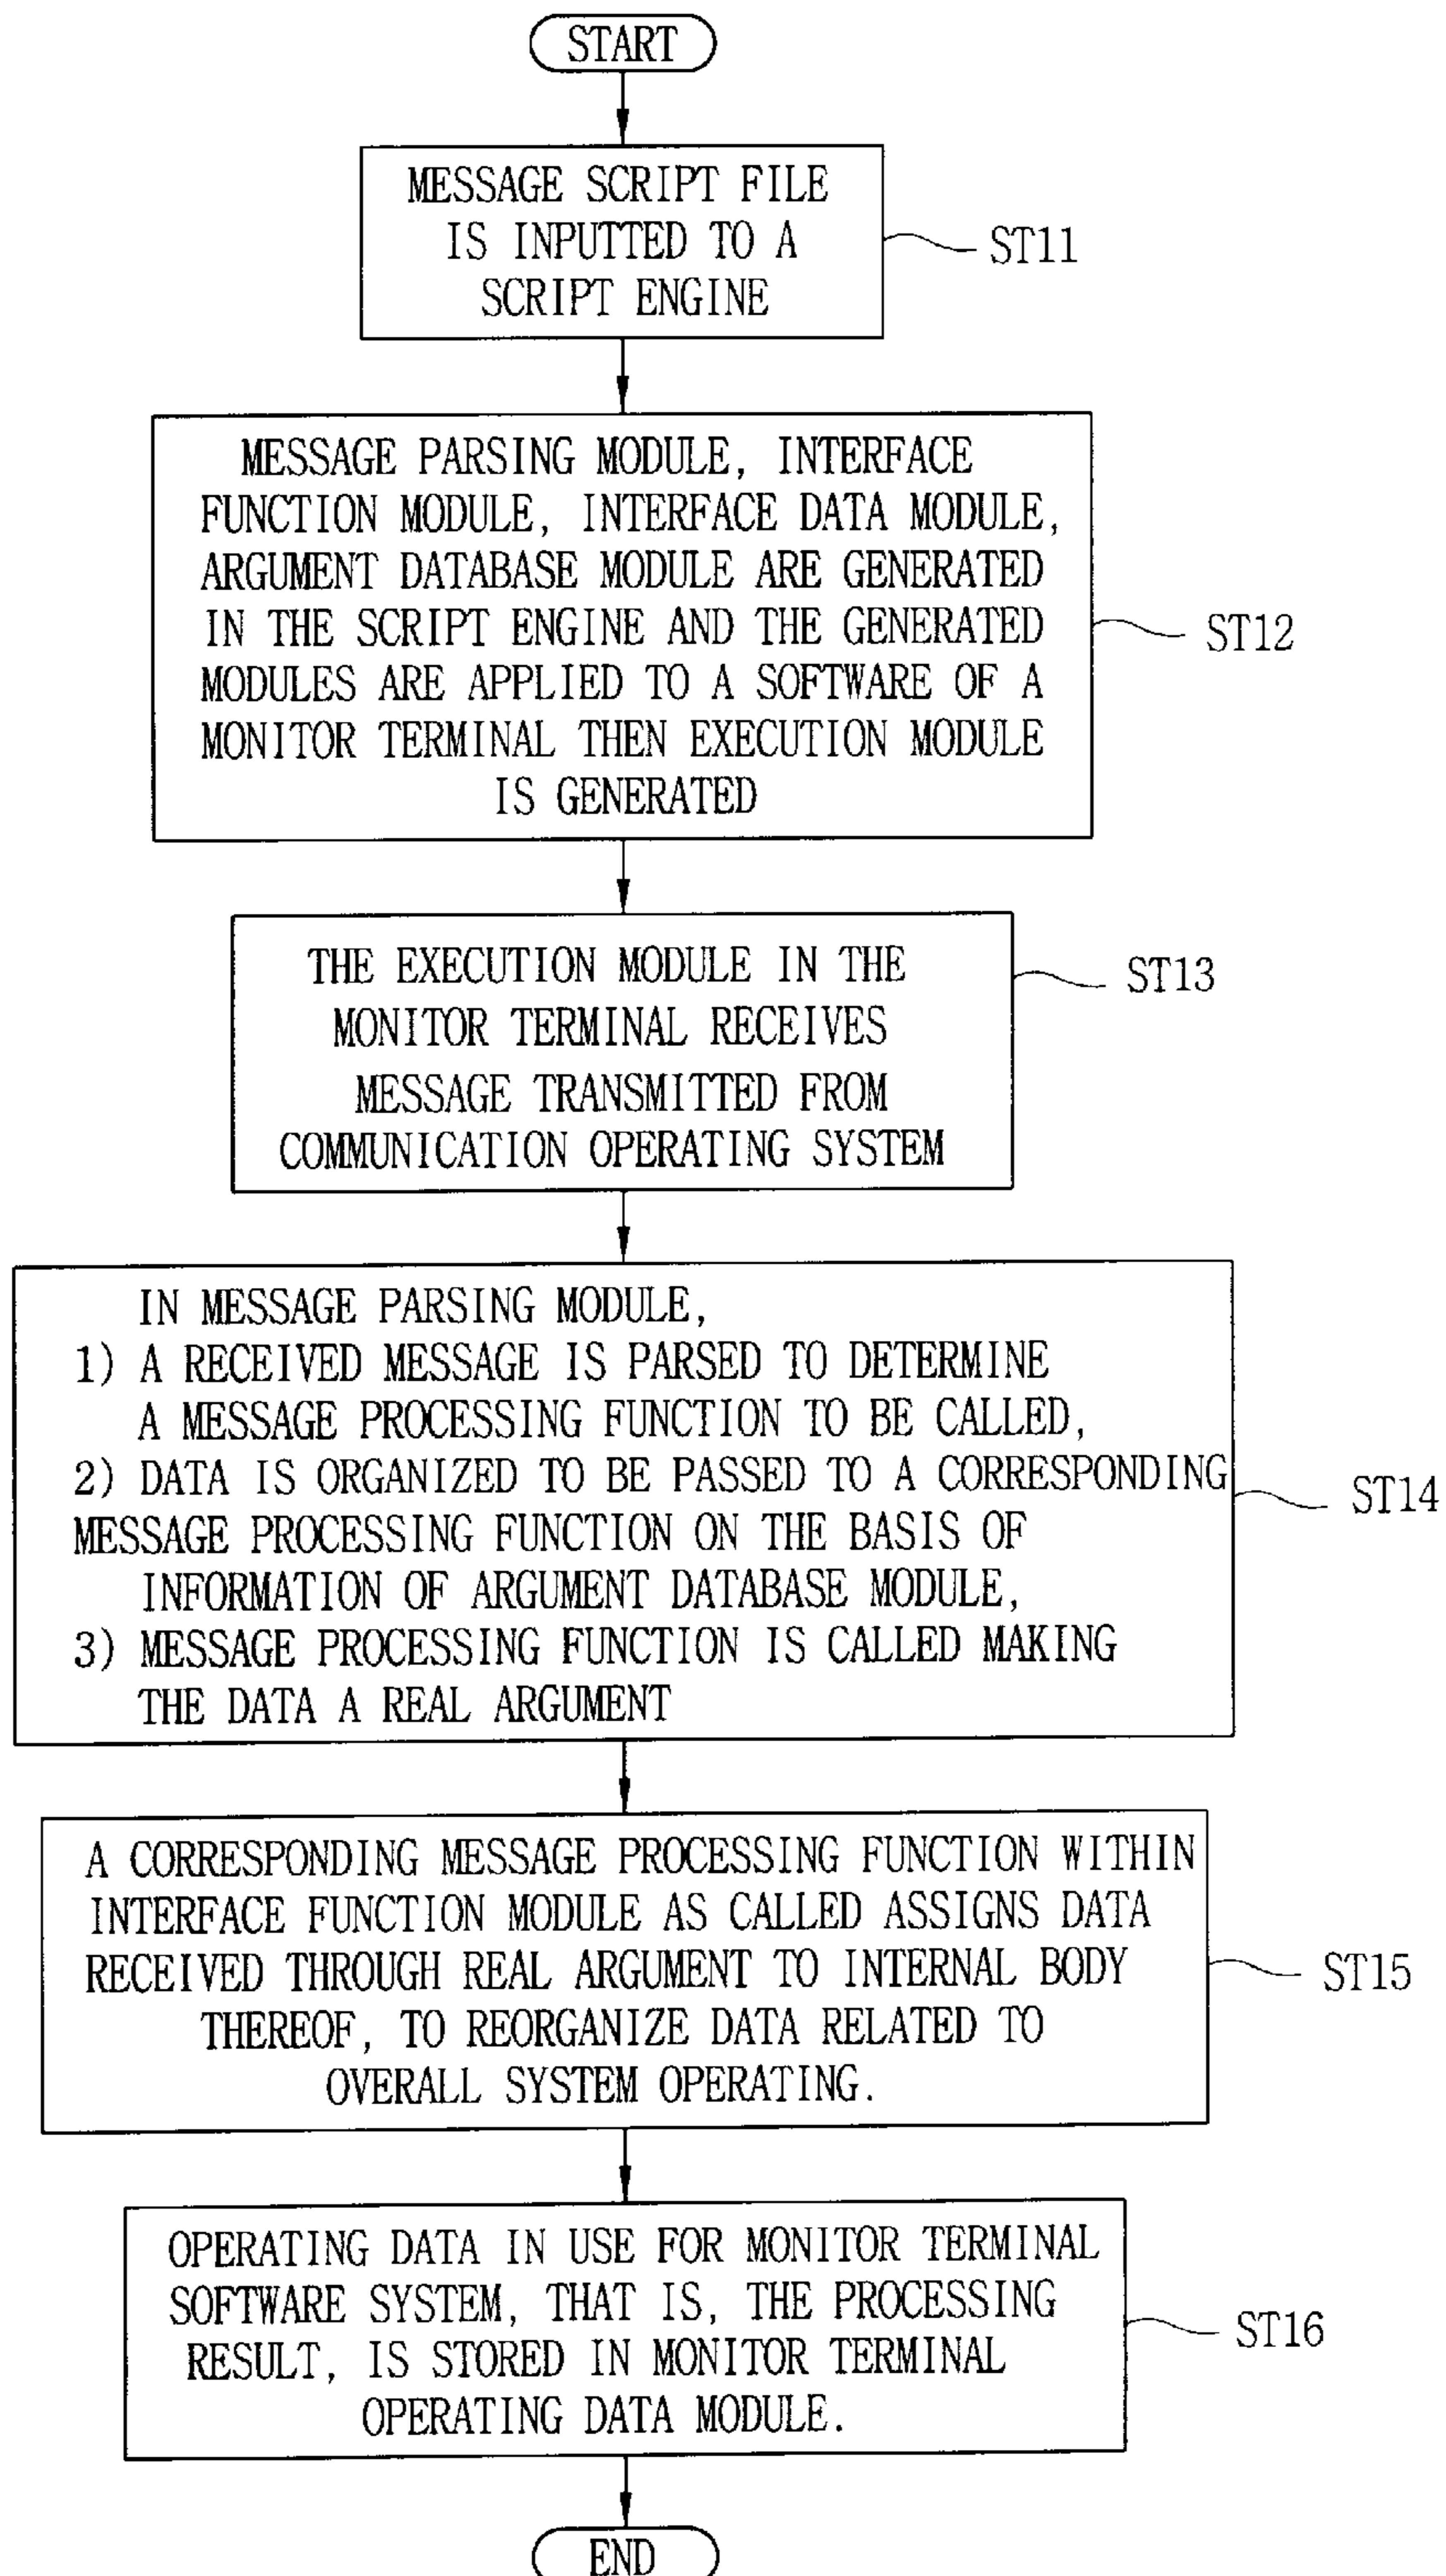 START
MESSAGE SCRIPT FILE
IS INPUTTED TO A
SCRIPT ENGINE
ST11
MESSAGE PARSING MODULE, INTERFACE
FUNCTION MODULE, INTERFACE DATA MODULE,
ARGUMENT DATABASE MODULE ARE GENERATED
IN THE SCRIPT ENGINE AND THE GENERATED
MODULES ARE APPLIED TO A SOFTWARE OF A
MONITOR TERMINAL THEN EXECUTION MODULE
IS GENERATED
ST12
THE EXECUTION MODULE IN THE
MONITOR TERMINAL RECEIVES
MESSAGE TRANSMITTED FROM
COMMUNICATION OPERATING SYSTEM
ST13
IN MESSAGE PARSING MODULE,
1) A RECEIVED MESSAGE IS PARSED TO DETERMINE
A MESSAGE PROCESSING FUNCTION TO BE CALLED,
2) DATA IS ORGANIZED TO BE PASSED TO A CORRESPONDING
MESSAGE PROCESSING FUNCTION ON THE BASIS OF
INFORMATION OF ARGUMENT DATABASE MODULE,
3) MESSAGE PROCESSING FUNCTION IS CALLED MAKING
THE DATA A REAL ARGUMENT
ST14
A CORRESPONDING MESSAGE PROCESSING FUNCTION WITHIN
INTERFACE FUNCTION MODULE AS CALLED ASSIGNS DATA
RECEIVED THROUGH REAL ARGUMENT TO INTERNAL BODY
THEREOF, TO REORGANIZE DATA RELATED TO
OVERALL SYSTEM OPERATING.
ST15
OPERATING DATA IN USE FOR MONITOR TERMINAL
SOFTWARE SYSTEM, THAT IS, THE PROCESSING
RESULT, IS STORED IN MONITOR TERMINAL
OPERATING DATA MODULE.
ST16
END